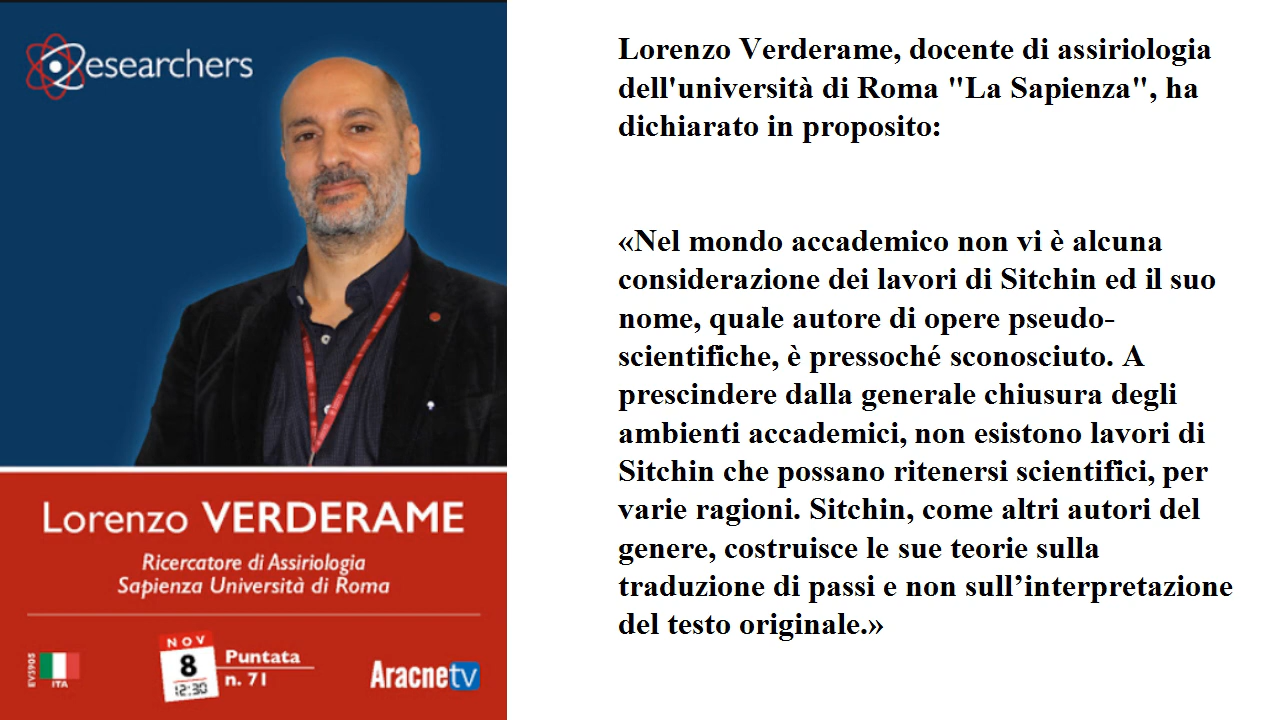 Researchers
Lorenzo VERDERAME
Ricercatore di Assiriologia
Sapienza Università di Roma
EV5905
ITA
NOV
8
12:30
Puntata
n. 71
Aracne tv
Lorenzo Verderame, docente di assiriologia
dell'università di Roma "La Sapienza", ha
dichiarato in proposito:
«Nel mondo accademico non vi è alcuna
considerazione dei lavori di Sitchin ed il suo
nome, quale autore di opere pseudo-
scientifiche, è pressoché sconosciuto. A
prescindere dalla generale chiusura degli
ambienti accademici, non esistono lavori di
Sitchin che possano ritenersi scientifici, per
varie ragioni. Sitchin, come altri autori del
genere, costruisce le sue teorie sulla
traduzione di passi e non sull’interpretazione
del testo originale.»